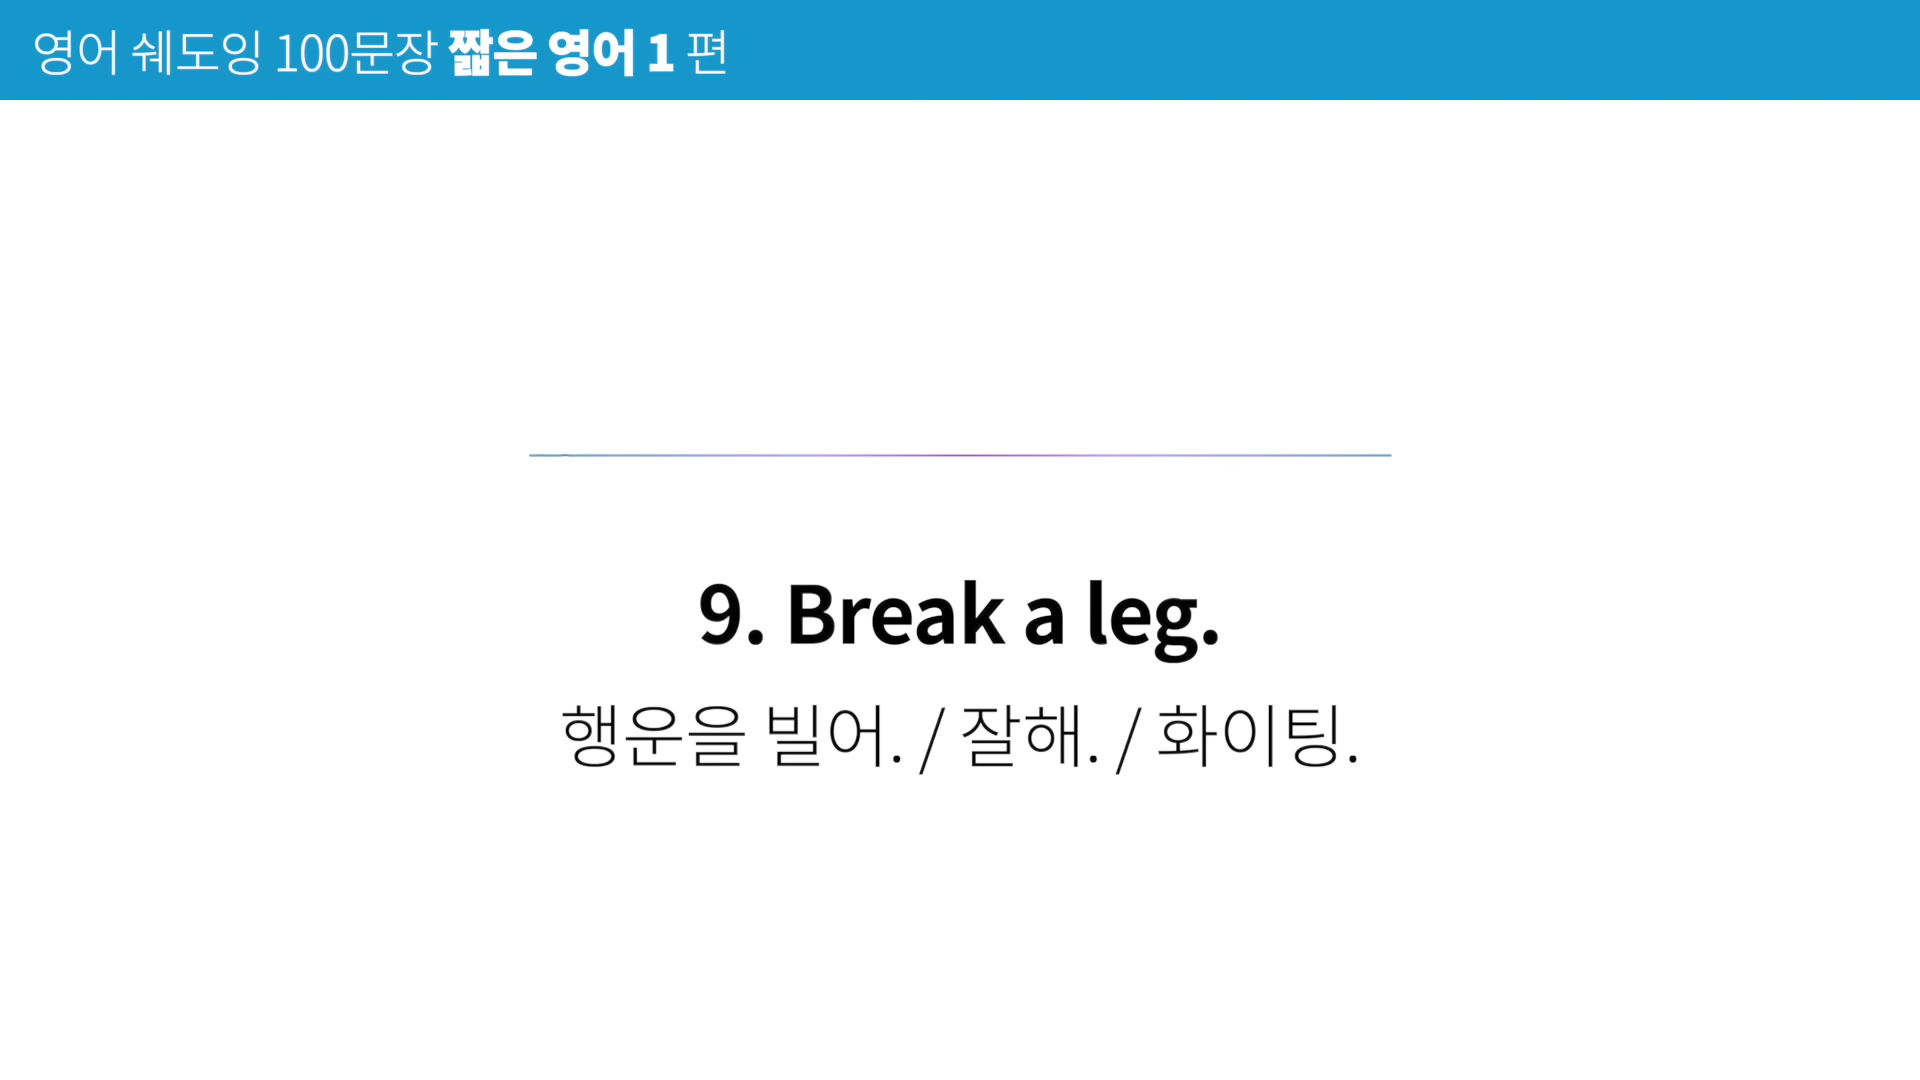 영어 쉐도잉 100문장 짧은 영어 1 편
9. Break a leg.
행운을 빌어. / 잘해. / 화이팅.